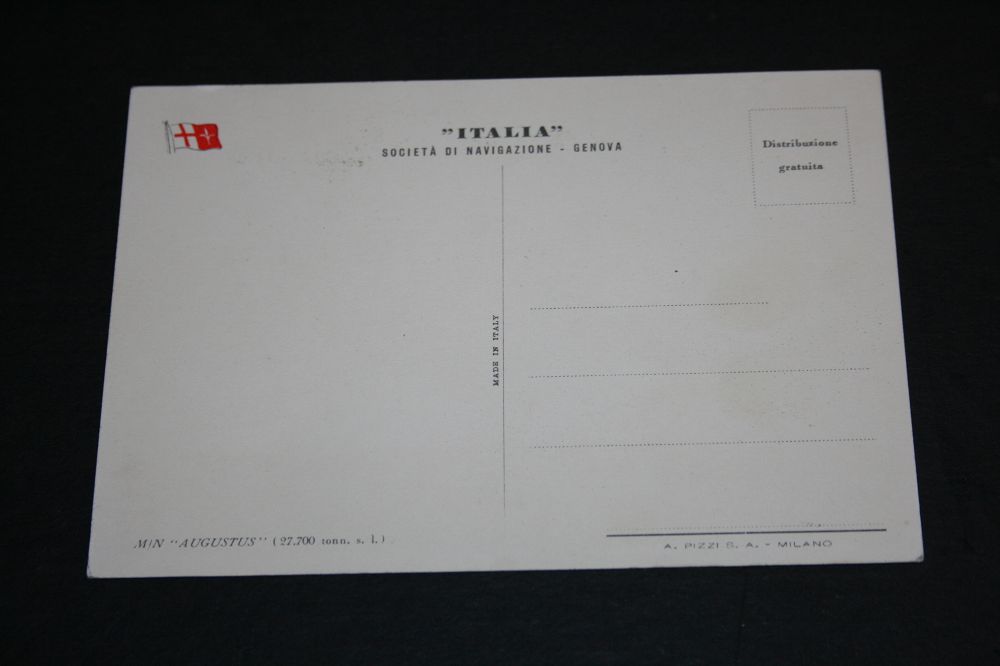 "ITALIA"
SOCIETÀ DI NAVIGAZIONE - GENOVA
Distribuzione
gratuita
MADE IN ITALY
M/N "AUGUSTUS" (27.700 tonn. s. l.)
A. PIZZI S. A. - MILANO